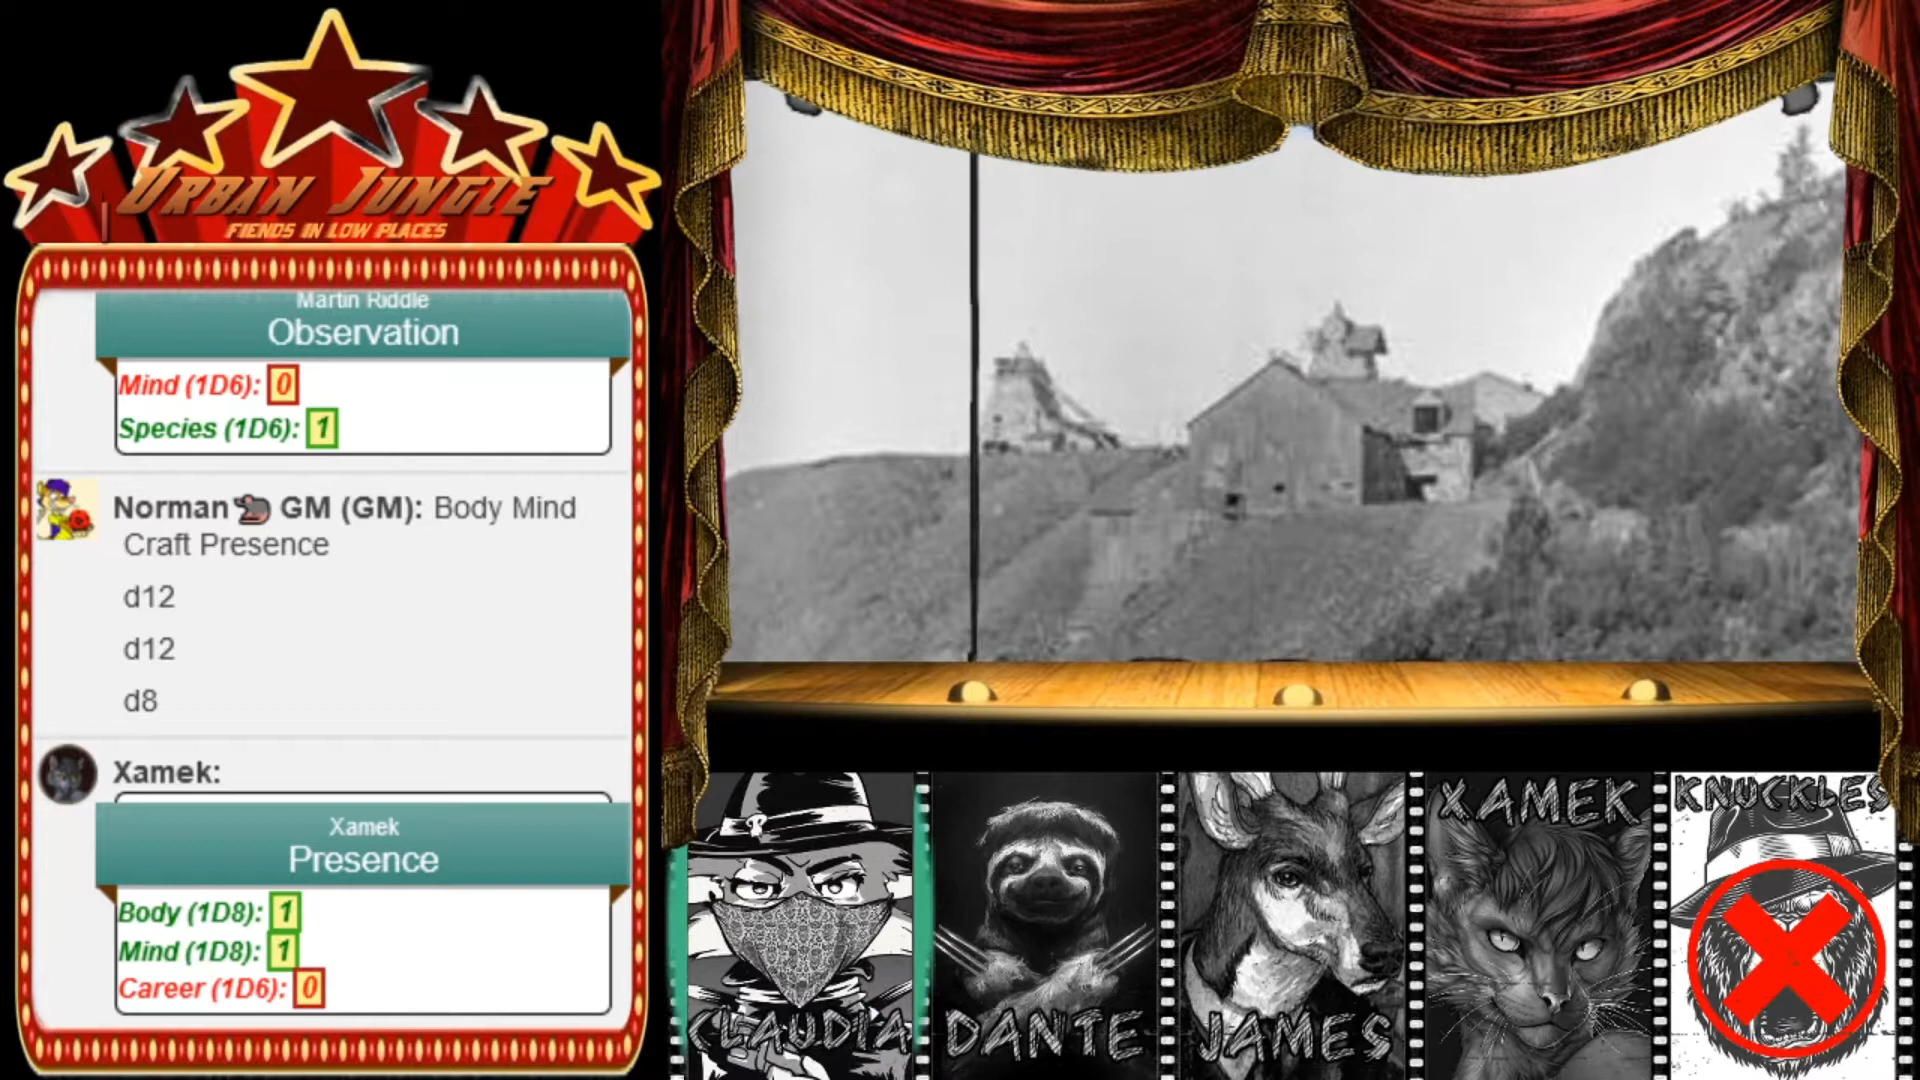 URBAN JUNGLE
FIENDS IN LOW PLACES
Martin Riddle
Observation
Mind (1D6): 0
Species (1D6): 1
Norman🐀 GM (GM): Body Mind
Craft Presence
d12
d12
d8
Xamek:
Xamek
Presence
Body (1D8): 1
Mind (1D8): 1
Career (1D6): 0
CLAUDIA
DANTE
JAMES
XAMEK
KNUCKLES